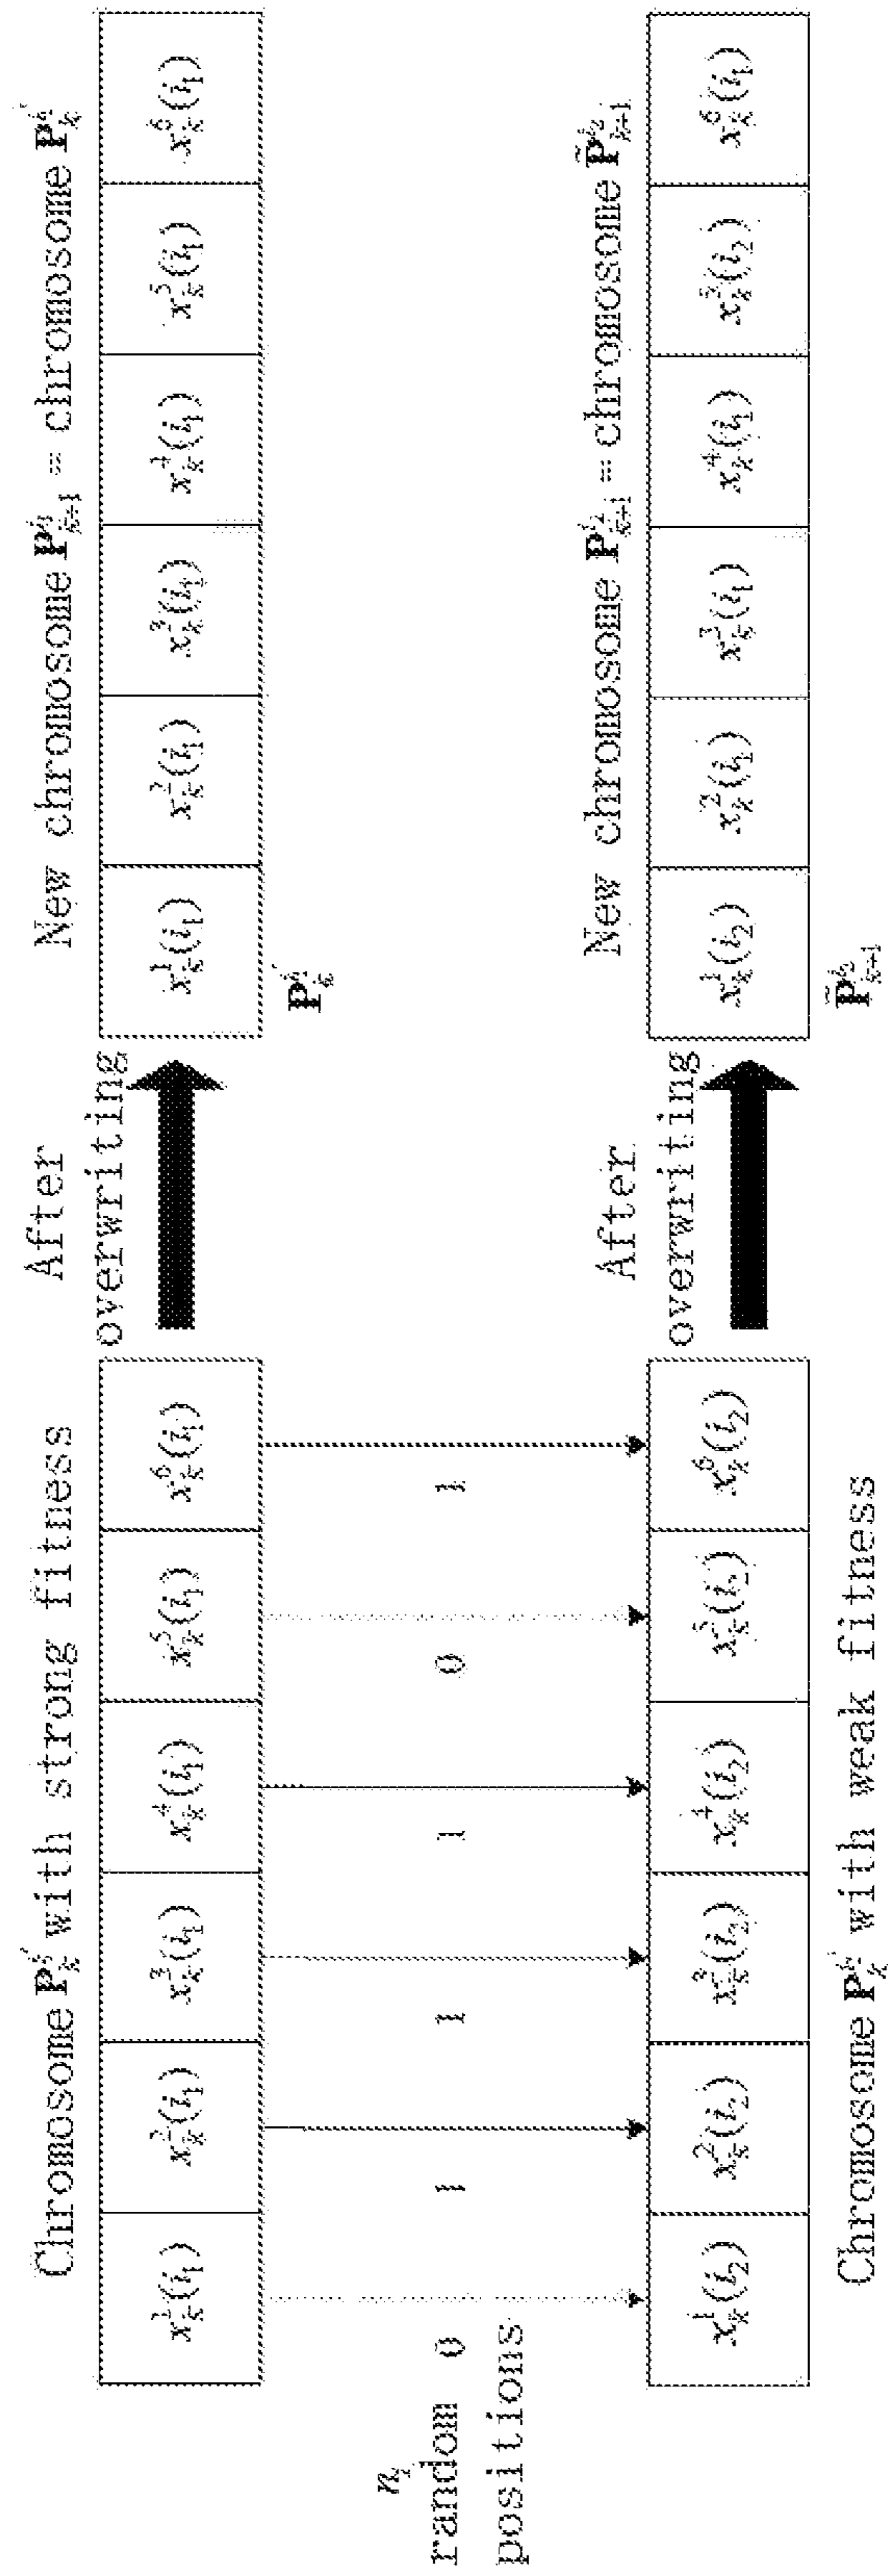 Chromosome P_k^{i_1'} with strong fitness
x_k^1(i_1) x_k^2(i_1) x_k^3(i_1) x_k^4(i_1) x_k^5(i_1) x_k^6(i_1)
n_i
random
positions
0 1 1 1 0 1
x_k^1(i_2) x_k^2(i_2) x_k^3(i_2) x_k^4(i_2) x_k^5(i_2) x_k^6(i_2)
Chromosome with weak fitness
After
overwriting
New chromosome P_{k+1}^{i_1} = chromosome P_k^{i_1'}
x_k^1(i_1) x_k^2(i_1) x_k^3(i_1) x_k^4(i_1) x_k^5(i_1) x_k^6(i_1)
P_k^{i_1'}
After
overwriting
New chromosome P_{k+1}^{i_2} = chromosome P̃_{k+1}^{i_2}
x_k^1(i_2) x_k^2(i_1) x_k^3(i_1) x_k^4(i_1) x_k^5(i_2) x_k^6(i_1)
P̃_{k+1}^{i_2}